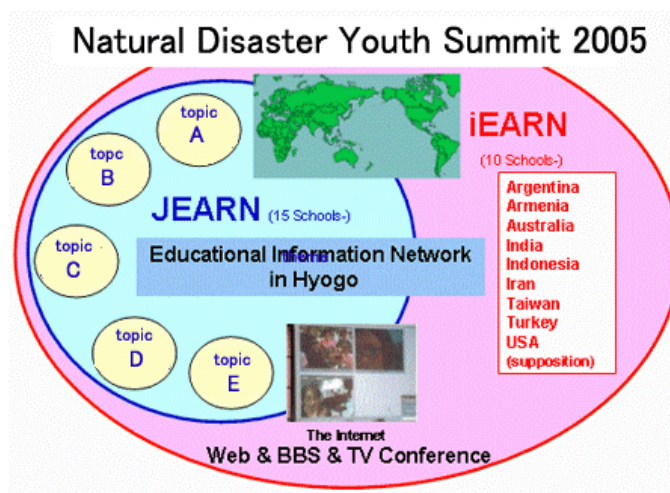 Natural Disaster Youth Summit 2005
topic
A
topc
B
topic
C
topic
D
topic
E
JEARN (15 Schools-)
Educational Information Network
in Hyogo
iEARN
(10 Schools-)
Argentina
Armenia
Australia
India
Indonesia
Iran
Taiwan
Turkey
USA
(supposition)
The Internet
Web & BBS & TV Conference